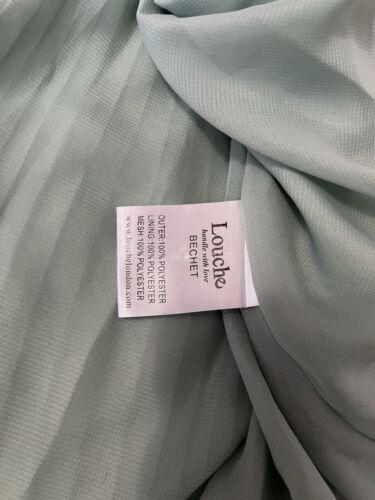 Louche
handle with love
BECHET
OUTER:100% POLYESTER
LINING:100% POLYESTER
MESH:100% POLYESTER
www.louchelondon.com